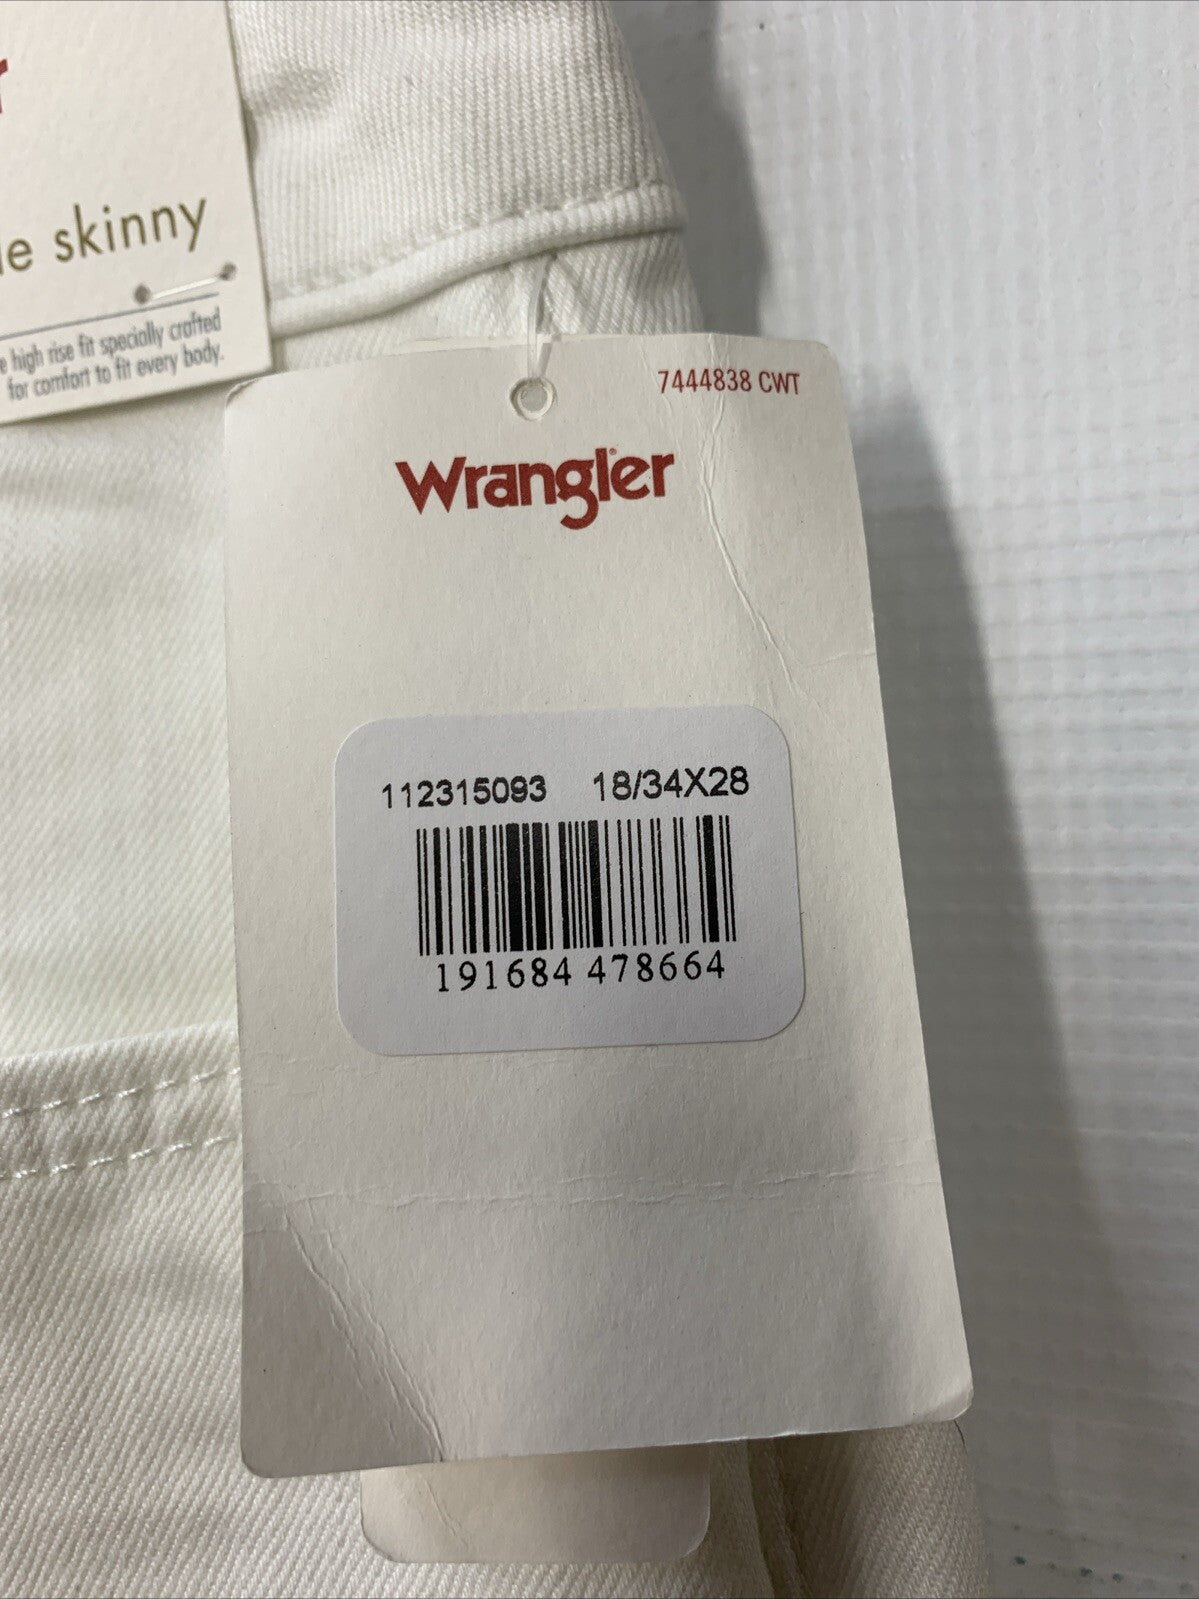 skinny
high rise fit specially crafted
for comfort to fit every body.
7444838 CWT
Wrangler
112315093 18/34X28
191684 478664